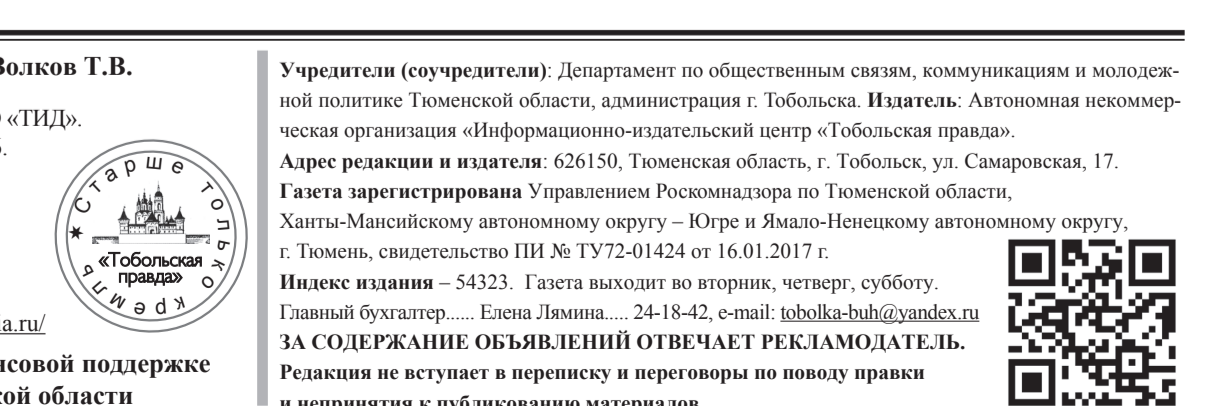 Волков Т.В.
«ТИД».
Старше только кремль
«Тобольская
правда»
a.ru/
нсовой поддержке
кой области
Учредители (соучредители): Департамент по общественным связям, коммуникациям и молодеж-
ной политике Тюменской области, администрация г. Тобольска. Издатель: Автономная некоммер-
ческая организация «Информационно-издательский центр «Тобольская правда».
Адрес редакции и издателя: 626150, Тюменская область, г. Тобольск, ул. Самаровская, 17.
Газета зарегистрирована Управлением Роскомнадзора по Тюменской области,
Ханты-Мансийскому автономному округу – Югре и Ямало-Ненецкому автономному округу,
г. Тюмень, свидетельство ПИ № ТУ72-01424 от 16.01.2017 г.
Индекс издания – 54323. Газета выходит во вторник, четверг, субботу.
Главный бухгалтер...... Елена Лямина..... 24-18-42, e-mail: tobolka-buh@yandex.ru
ЗА СОДЕРЖАНИЕ ОБЪЯВЛЕНИЙ ОТВЕЧАЕТ РЕКЛАМОДАТЕЛЬ.
Редакция не вступает в переписку и переговоры по поводу правки
и непринятия к публикованию материалов